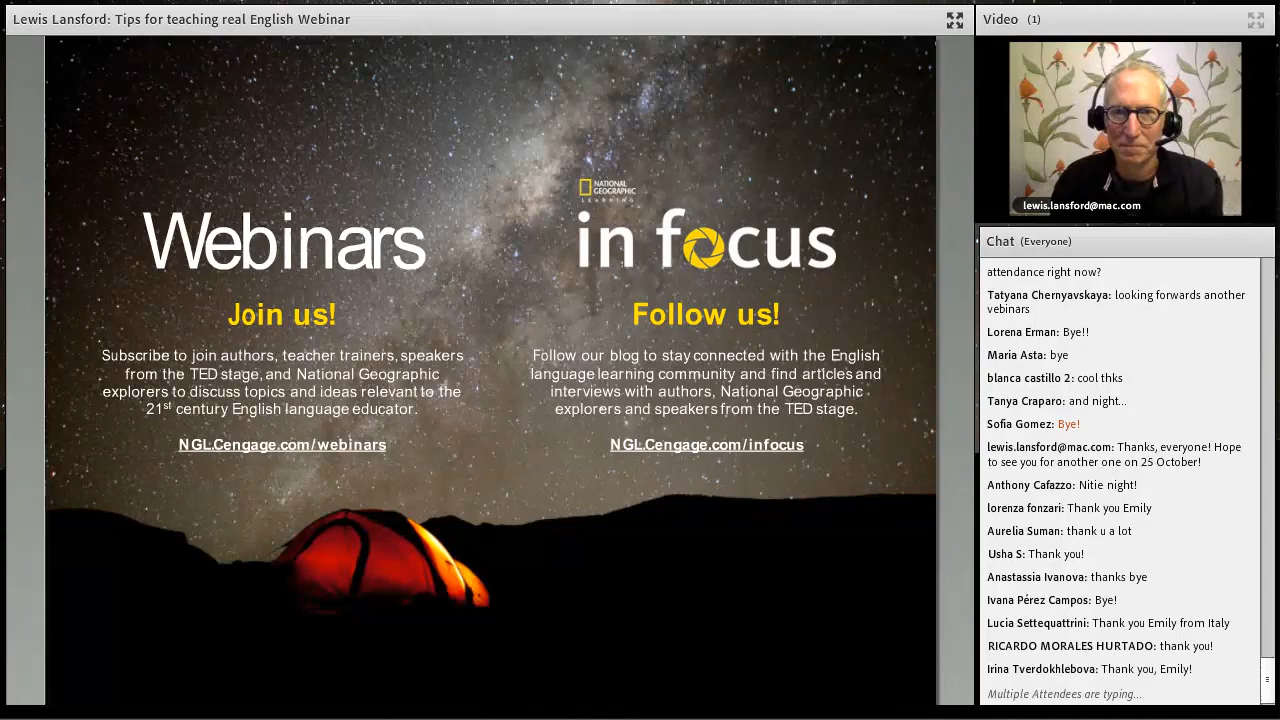 Lewis Lansford: Tips for teaching real English Webinar
Webinars
Join us!
Subscribe to join authors, teacher trainers, speakers
from the TED stage, and National Geographic
explorers to discuss topics and ideas relevant to the
21st century English language educator.
NGL.Cengage.com/webinars
NATIONAL
GEOGRAPHIC
LEARNING
in focus
Follow us!
Follow our blog to stay connected with the English
language learning community and find articles and
interviews with authors, National Geographic
explorers and speakers from the TED stage.
NGL.Cengage.com/infocus
Video (1)
lewis.lansford@mac.com
Chat (Everyone)
attendance right now?
Tatyana Chernyavskaya: looking forwards another
webinars
Lorena Erman: Bye!!
Maria Asta: bye
blanca castillo 2: cool thks
Tanya Craparo: and night...
Sofía Gomez: Bye!
lewis.lansford@mac.com: Thanks, everyone! Hope
to see you for another one on 25 October!
Anthony Cafazzo: Nitie night!
lorenza fonzari: Thank you Emily
Aurelia Suman: thank u a lot
Usha S: Thank you!
Anastassia Ivanova: thanks bye
Ivana Pérez Campos: Bye!
Lucia Settequattrini: Thank you Emily from Italy
RICARDO MORALES HURTADO: thank you!
Irina Tverdokhlebova: Thank you, Emily!
Multiple Attendees are typing...